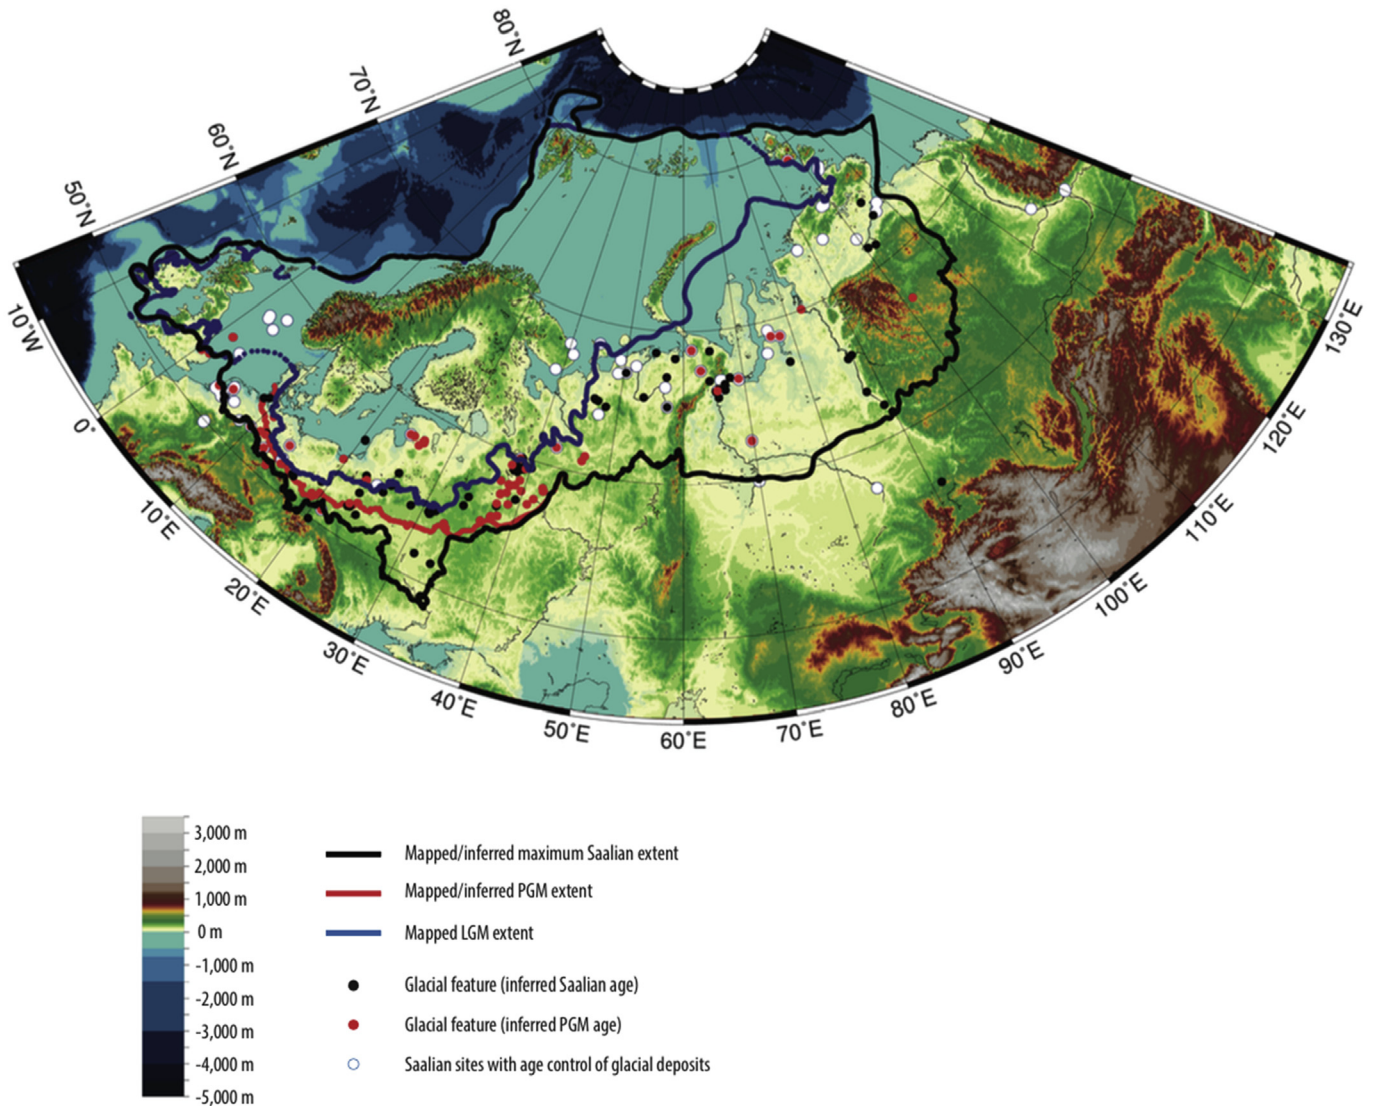 80°N
70°N
60°N
50°N
10°W
0°
10°E
20°E
30°E
40°E
50°E
60°E
70°E
80°E
90°E
100°E
110°E
120°E
130°E
3,000 m
2,000 m
1,000 m
0 m
-1,000 m
-2,000 m
-3,000 m
-4,000 m
-5,000 m
Mapped/inferred maximum Saalian extent
Mapped/inferred PGM extent
Mapped LGM extent
Glacial feature (inferred Saalian age)
Glacial feature (inferred PGM age)
Saalian sites with age control of glacial deposits